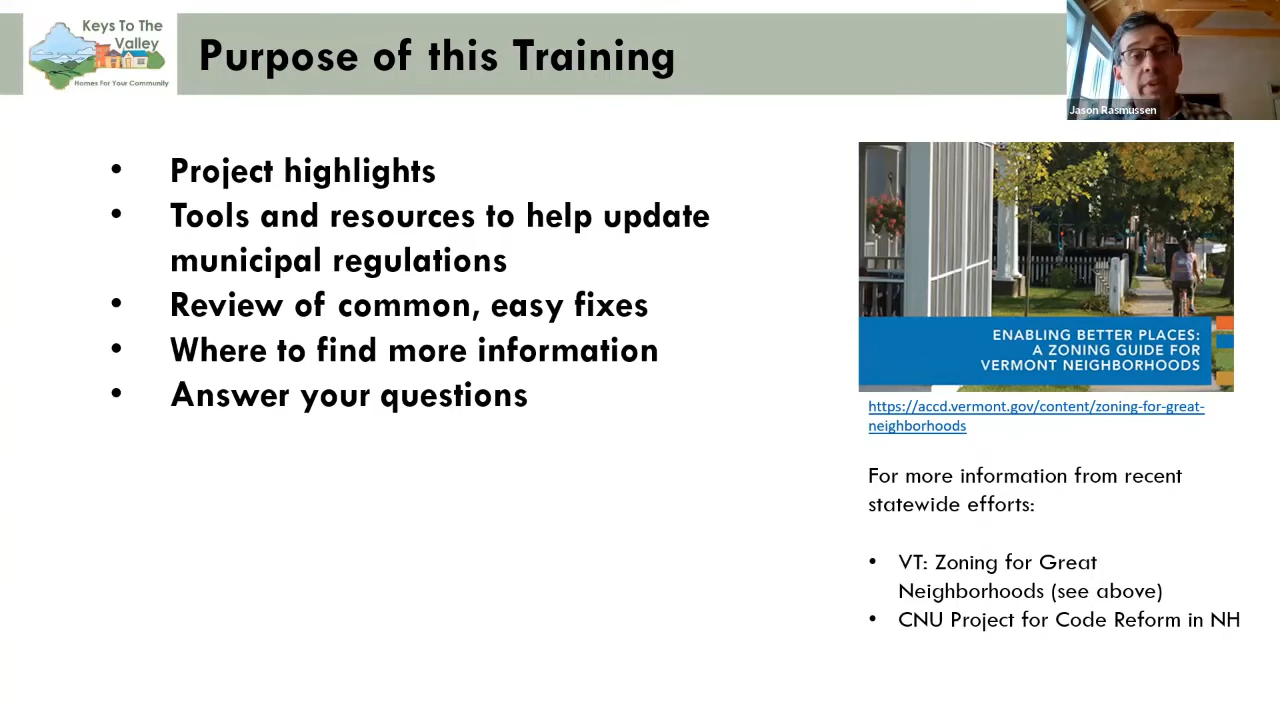 Keys To The
Valley
Homes For Your Community
Purpose of this Training
Jason Rasmussen
• Project highlights
• Tools and resources to help update
municipal regulations
• Review of common, easy fixes
• Where to find more information
• Answer your questions
ENABLING BETTER PLACES:
A ZONING GUIDE FOR
VERMONT NEIGHBORHOODS
https://accd.vermont.gov/content/zoning-for-great-
neighborhoods
For more information from recent
statewide efforts:
• VT: Zoning for Great
Neighborhoods (see above)
• CNU Project for Code Reform in NH